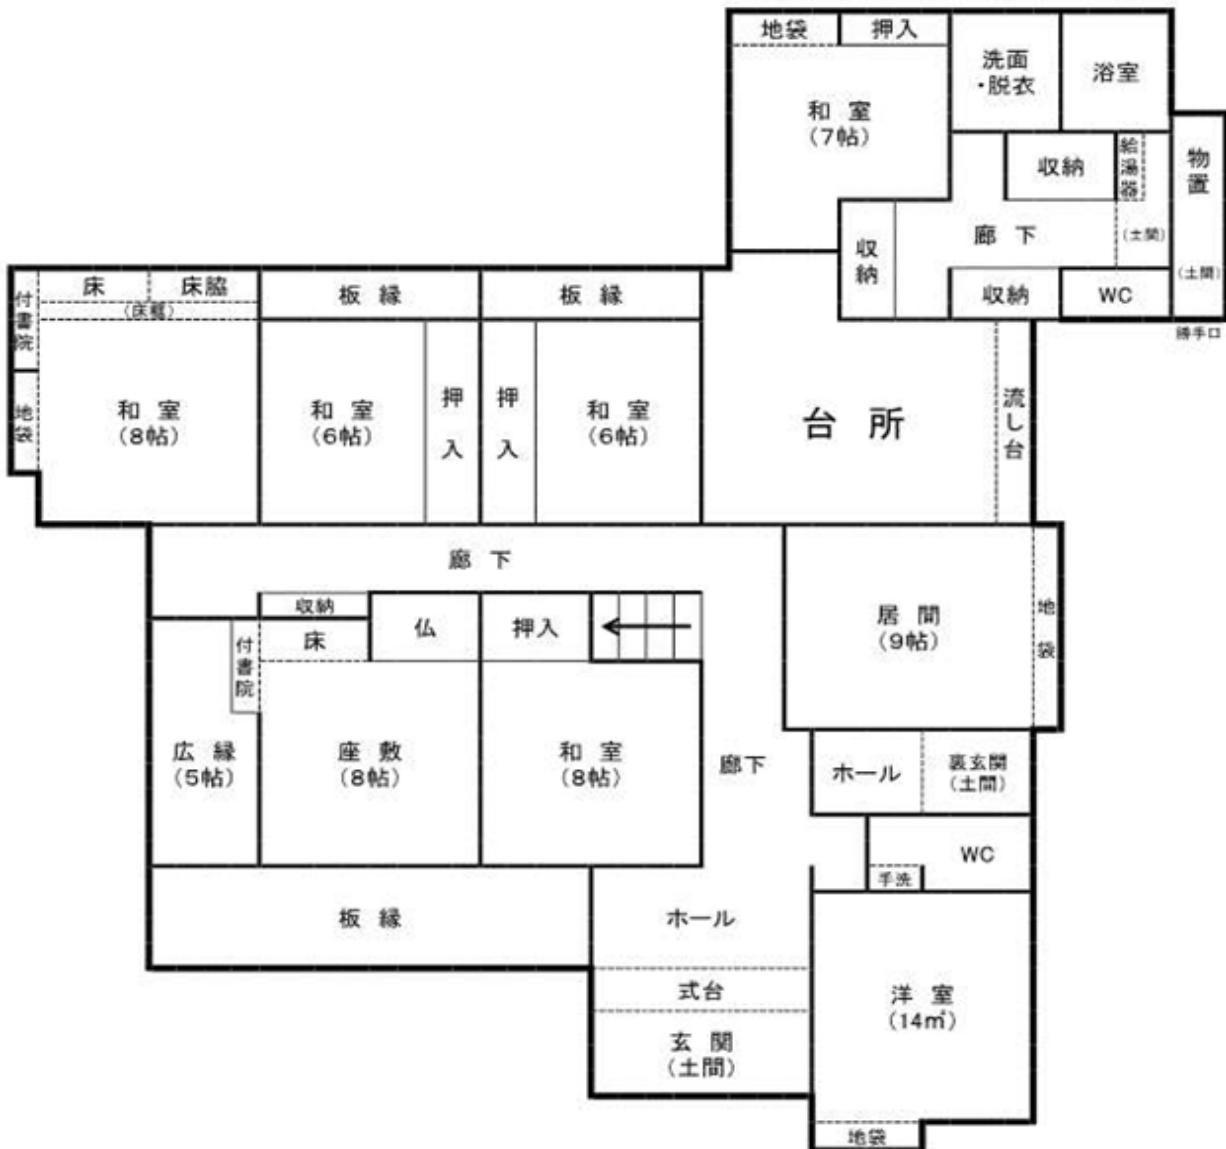 地袋
押入
洗面
・脱衣
浴室
和 室
(7帖)
収納
給湯器
物置
収納
廊 下
(土間)
(土間)
収納
WC
勝手口
付書院
床
床脇
(床框)
板 縁
板 縁
地袋
和 室
(8帖)
和 室
(6帖)
押入
押入
和 室
(6帖)
台 所
流し台
廊 下
収納
床
仏
押入
居 間
(9帖)
地袋
付書院
広 縁
(5帖)
座 敷
(8帖)
和 室
(8帖)
廊下
ホール
裏玄関
(土間)
WC
手洗
板 縁
ホール
式台
玄 関
(土間)
洋 室
(14㎡)
地袋